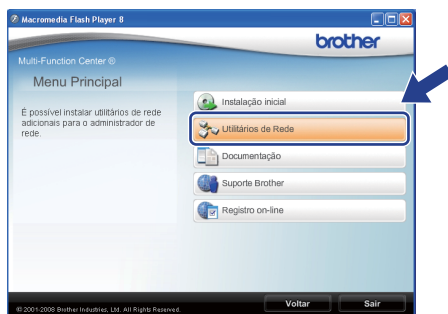 Macromedia Flash Player 8
brother
Multi-Function Center ®
Menu Principal
É possível instalar utilitários de rede
adicionais para o administrador de
rede.
Instalação inicial
Utilitários de Rede
Documentação
Suporte Brother
Registro on-line
© 2001-2008 Brother Industries, Ltd. All Rights Reserved.
Voltar
Sair